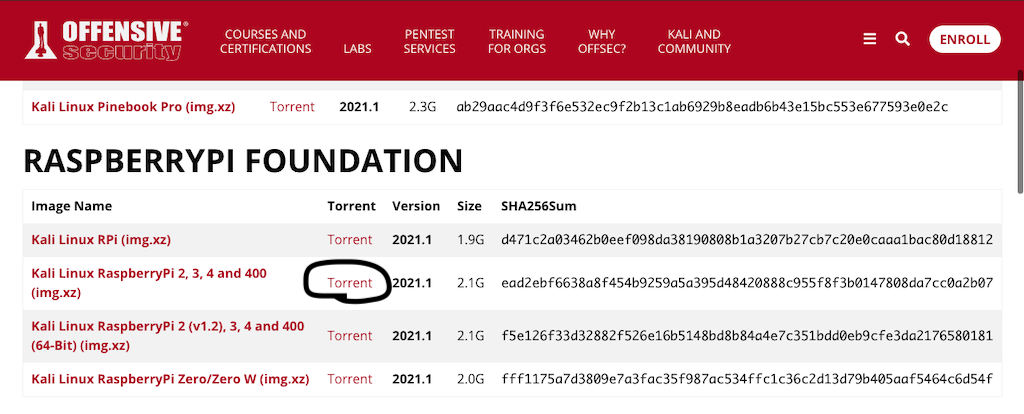 OFFENSIVE®
security
COURSES AND
CERTIFICATIONS
LABS
PENTEST
SERVICES
TRAINING
FOR ORGS
WHY
OFFSEC?
KALI AND
COMMUNITY
ENROLL
Kali Linux Pinebook Pro (img.xz) Torrent 2021.1 2.3G ab29aac4d9f3f6e532ec9f2b13c1ab6929b8eadb6b43e15bc553e677593e0e2c
RASPBERRYPI FOUNDATION
Image Name Torrent Version Size SHA256Sum
Kali Linux RPi (img.xz) Torrent 2021.1 1.9G d471c2a03462b0eef098da38190808b1a3207b27cb7c20e0caaa1bac80d18812
Kali Linux RaspberryPi 2, 3, 4 and 400
(img.xz) Torrent 2021.1 2.1G ead2ebf6638a8f454b9259a5a395d48420888c955f8f3b0147808da7cc0a2b07
Kali Linux RaspberryPi 2 (v1.2), 3, 4 and 400
(64-Bit) (img.xz) Torrent 2021.1 2.1G f5e126f33d32882f526e16b5148bd8b84a4e7c351bdd0eb9cfe3da2176580181
Kali Linux RaspberryPi Zero/Zero W (img.xz) Torrent 2021.1 2.0G fff1175a7d3809e7a3fac35f987ac534ffc1c36c2d13d79b405aaf5464c6d54f